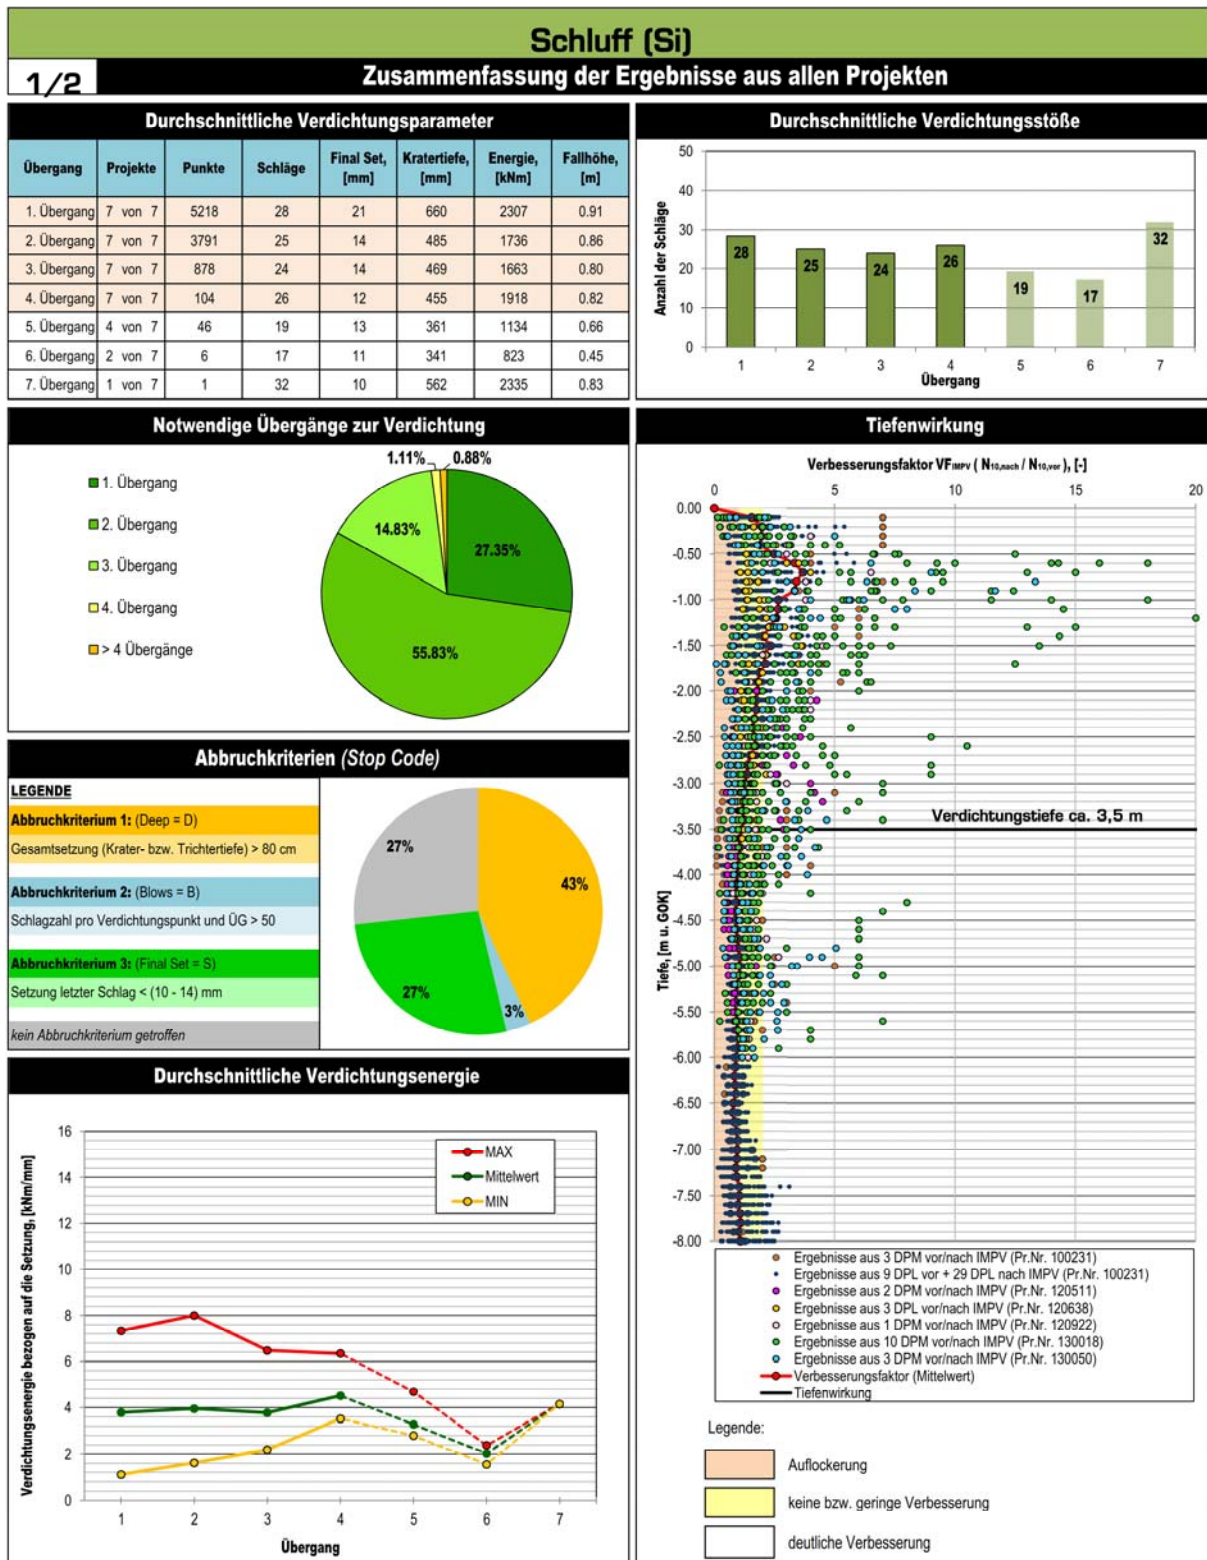 Schluff (Si)
1/2
Zusammenfassung der Ergebnisse aus allen Projekten
Durchschnittliche Verdichtungsparameter
Übergang Projekte Punkte Schläge Final Set, [mm] Kratertiefe, [mm] Energie, [kNm] Fallhöhe, [m]
1. Übergang 7 von 7 5218 28 21 660 2307 0.91
2. Übergang 7 von 7 3791 25 14 485 1736 0.86
3. Übergang 7 von 7 878 24 14 469 1663 0.80
4. Übergang 7 von 7 104 26 12 455 1918 0.82
5. Übergang 4 von 7 46 19 13 361 1134 0.66
6. Übergang 2 von 7 6 17 11 341 823 0.45
7. Übergang 1 von 7 1 32 10 562 2335 0.83
Durchschnittliche Verdichtungsstöße
Anzahl der Schläge
50
40
30
20
10
0
28 25 24 26 19 17 32
1 2 3 4 5 6 7
Übergang
Notwendige Übergänge zur Verdichtung
1. Übergang
2. Übergang
3. Übergang
4. Übergang
> 4 Übergänge
1.11% 0.88%
14.83%
27.35%
55.83%
Abbruchkriterien (Stop Code)
LEGENDE
Abbruchkriterium 1: (Deep = D)
Gesamtsetzung (Krater- bzw. Trichtertiefe) > 80 cm
Abbruchkriterium 2: (Blows = B)
Schlagzahl pro Verdichtungspunkt und ÜG > 50
Abbruchkriterium 3: (Final Set = S)
Setzung letzter Schlag < (10 - 14) mm
kein Abbruchkriterium getroffen
27%
43%
27%
3%
Durchschnittliche Verdichtungsenergie
Verdichtungsenergie bezogen auf die Setzung, [kNm/mm]
16
14
12
10
8
6
4
2
0
MAX
Mittelwert
MIN
1 2 3 4 5 6 7
Übergang
Tiefenwirkung
Verbesserungsfaktor VFIMPV ( N10,nach / N10,vor ), [-]
0 5 10 15 20
Tiefe, [m u. GOK]
0.00
-0.50
-1.00
-1.50
-2.00
-2.50
-3.00
-3.50
-4.00
-4.50
-5.00
-5.50
-6.00
-6.50
-7.00
-7.50
-8.00
Verdichtungstiefe ca. 3,5 m
Ergebnisse aus 3 DPM vor/nach IMPV (Pr.Nr. 100231)
Ergebnisse aus 9 DPL vor + 29 DPL nach IMPV (Pr.Nr. 100231)
Ergebnisse aus 2 DPM vor/nach IMPV (Pr.Nr. 120511)
Ergebnisse aus 3 DPL vor/nach IMPV (Pr.Nr. 120638)
Ergebnisse aus 1 DPM vor/nach IMPV (Pr.Nr. 120922)
Ergebnisse aus 10 DPM vor/nach IMPV (Pr.Nr. 130018)
Ergebnisse aus 3 DPM vor/nach IMPV (Pr.Nr. 130050)
Verbesserungsfaktor (Mittelwert)
Tiefenwirkung
Legende:
Auflockerung
keine bzw. geringe Verbesserung
deutliche Verbesserung